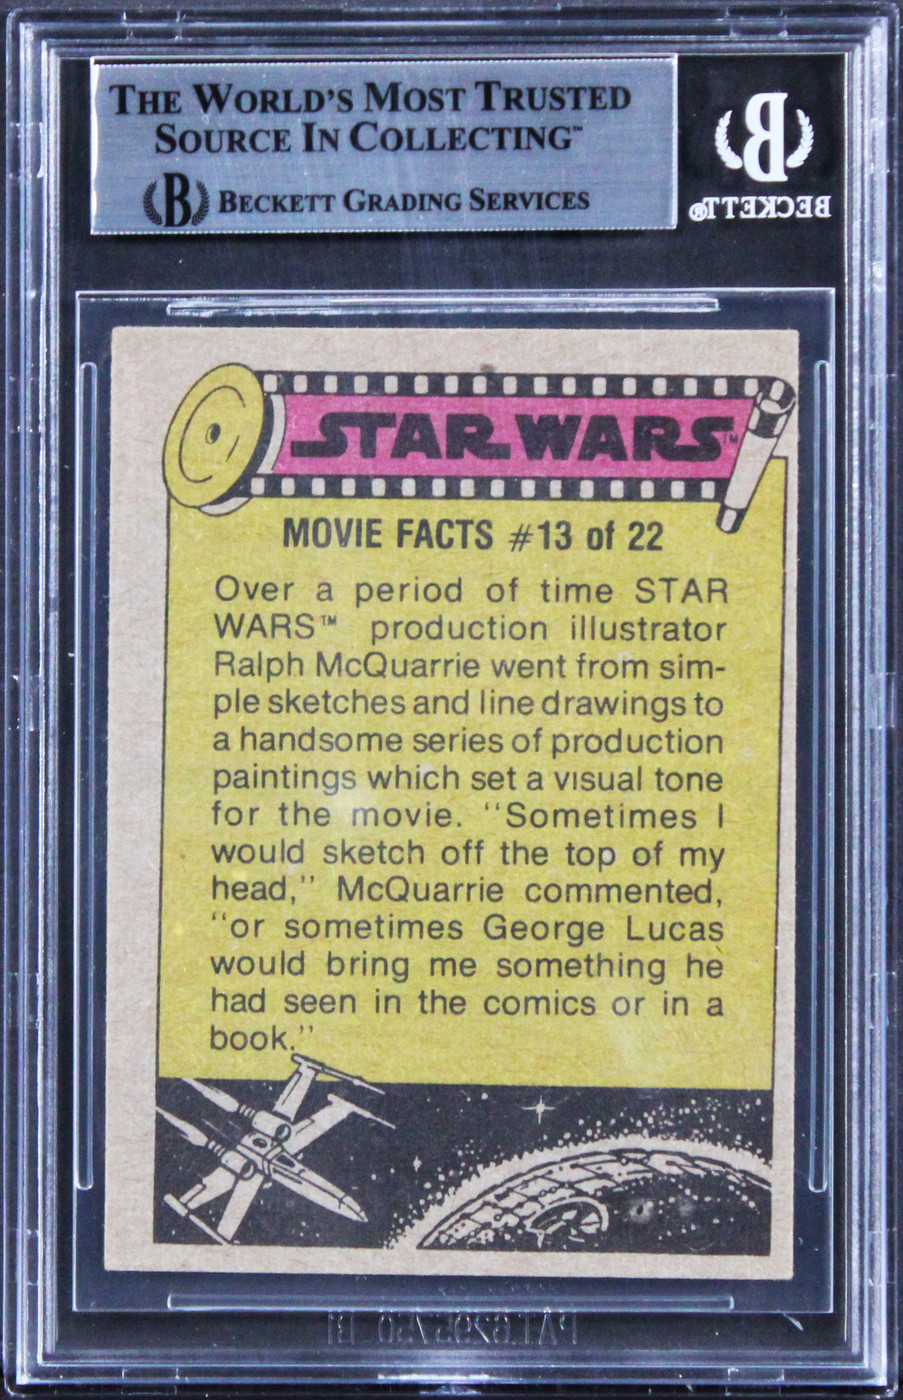 THE WORLD'S MOST TRUSTED
SOURCE IN COLLECTING™
B BECKETT GRADING SERVICES
B
BECKETT®
STAR WARS™
MOVIE FACTS #13 of 22
Over a period of time STAR
WARS™ production illustrator
Ralph McQuarrie went from sim-
ple sketches and line drawings to
a handsome series of production
paintings which set a visual tone
for the movie. "Sometimes I
would sketch off the top of my
head," McQuarrie commented,
"or sometimes George Lucas
would bring me something he
had seen in the comics or in a
book."